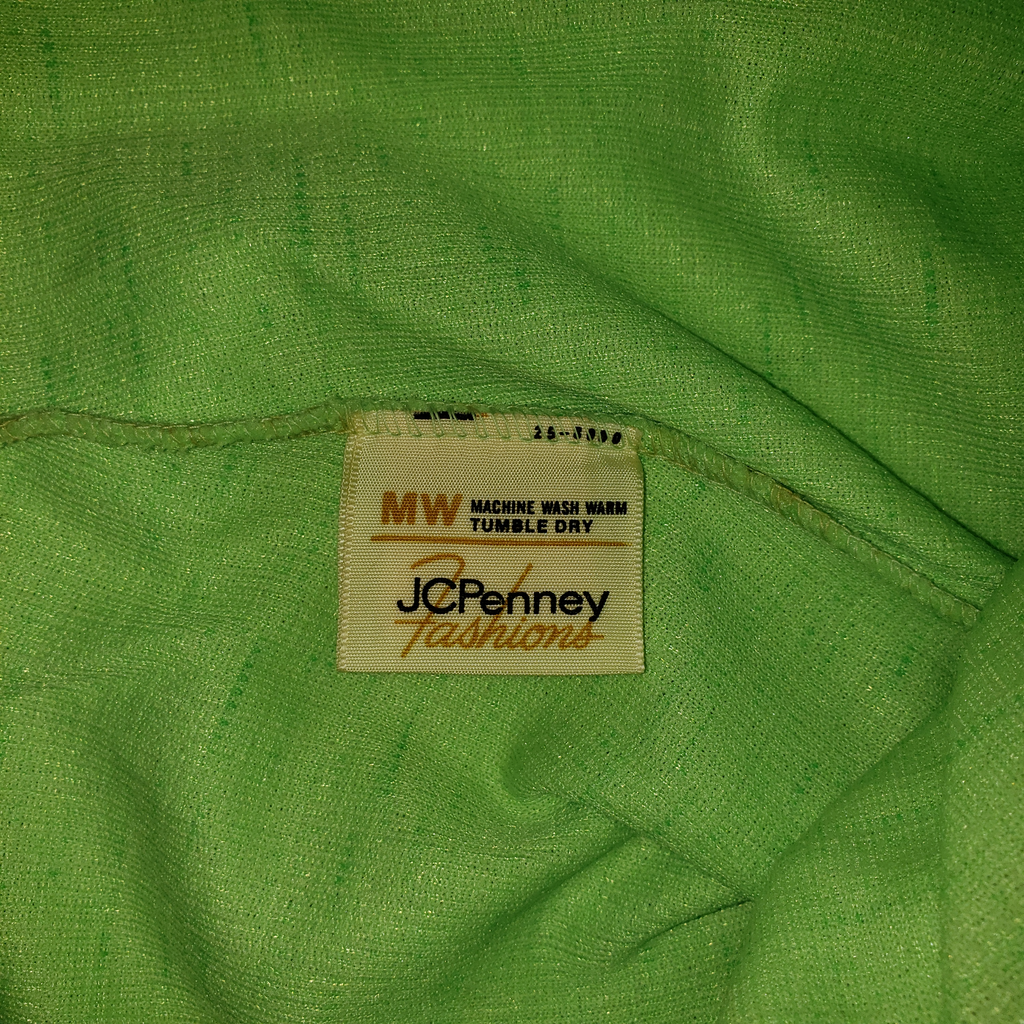 MW MACHINE WASH WARM
TUMBLE DRY
JCPenney
fashions